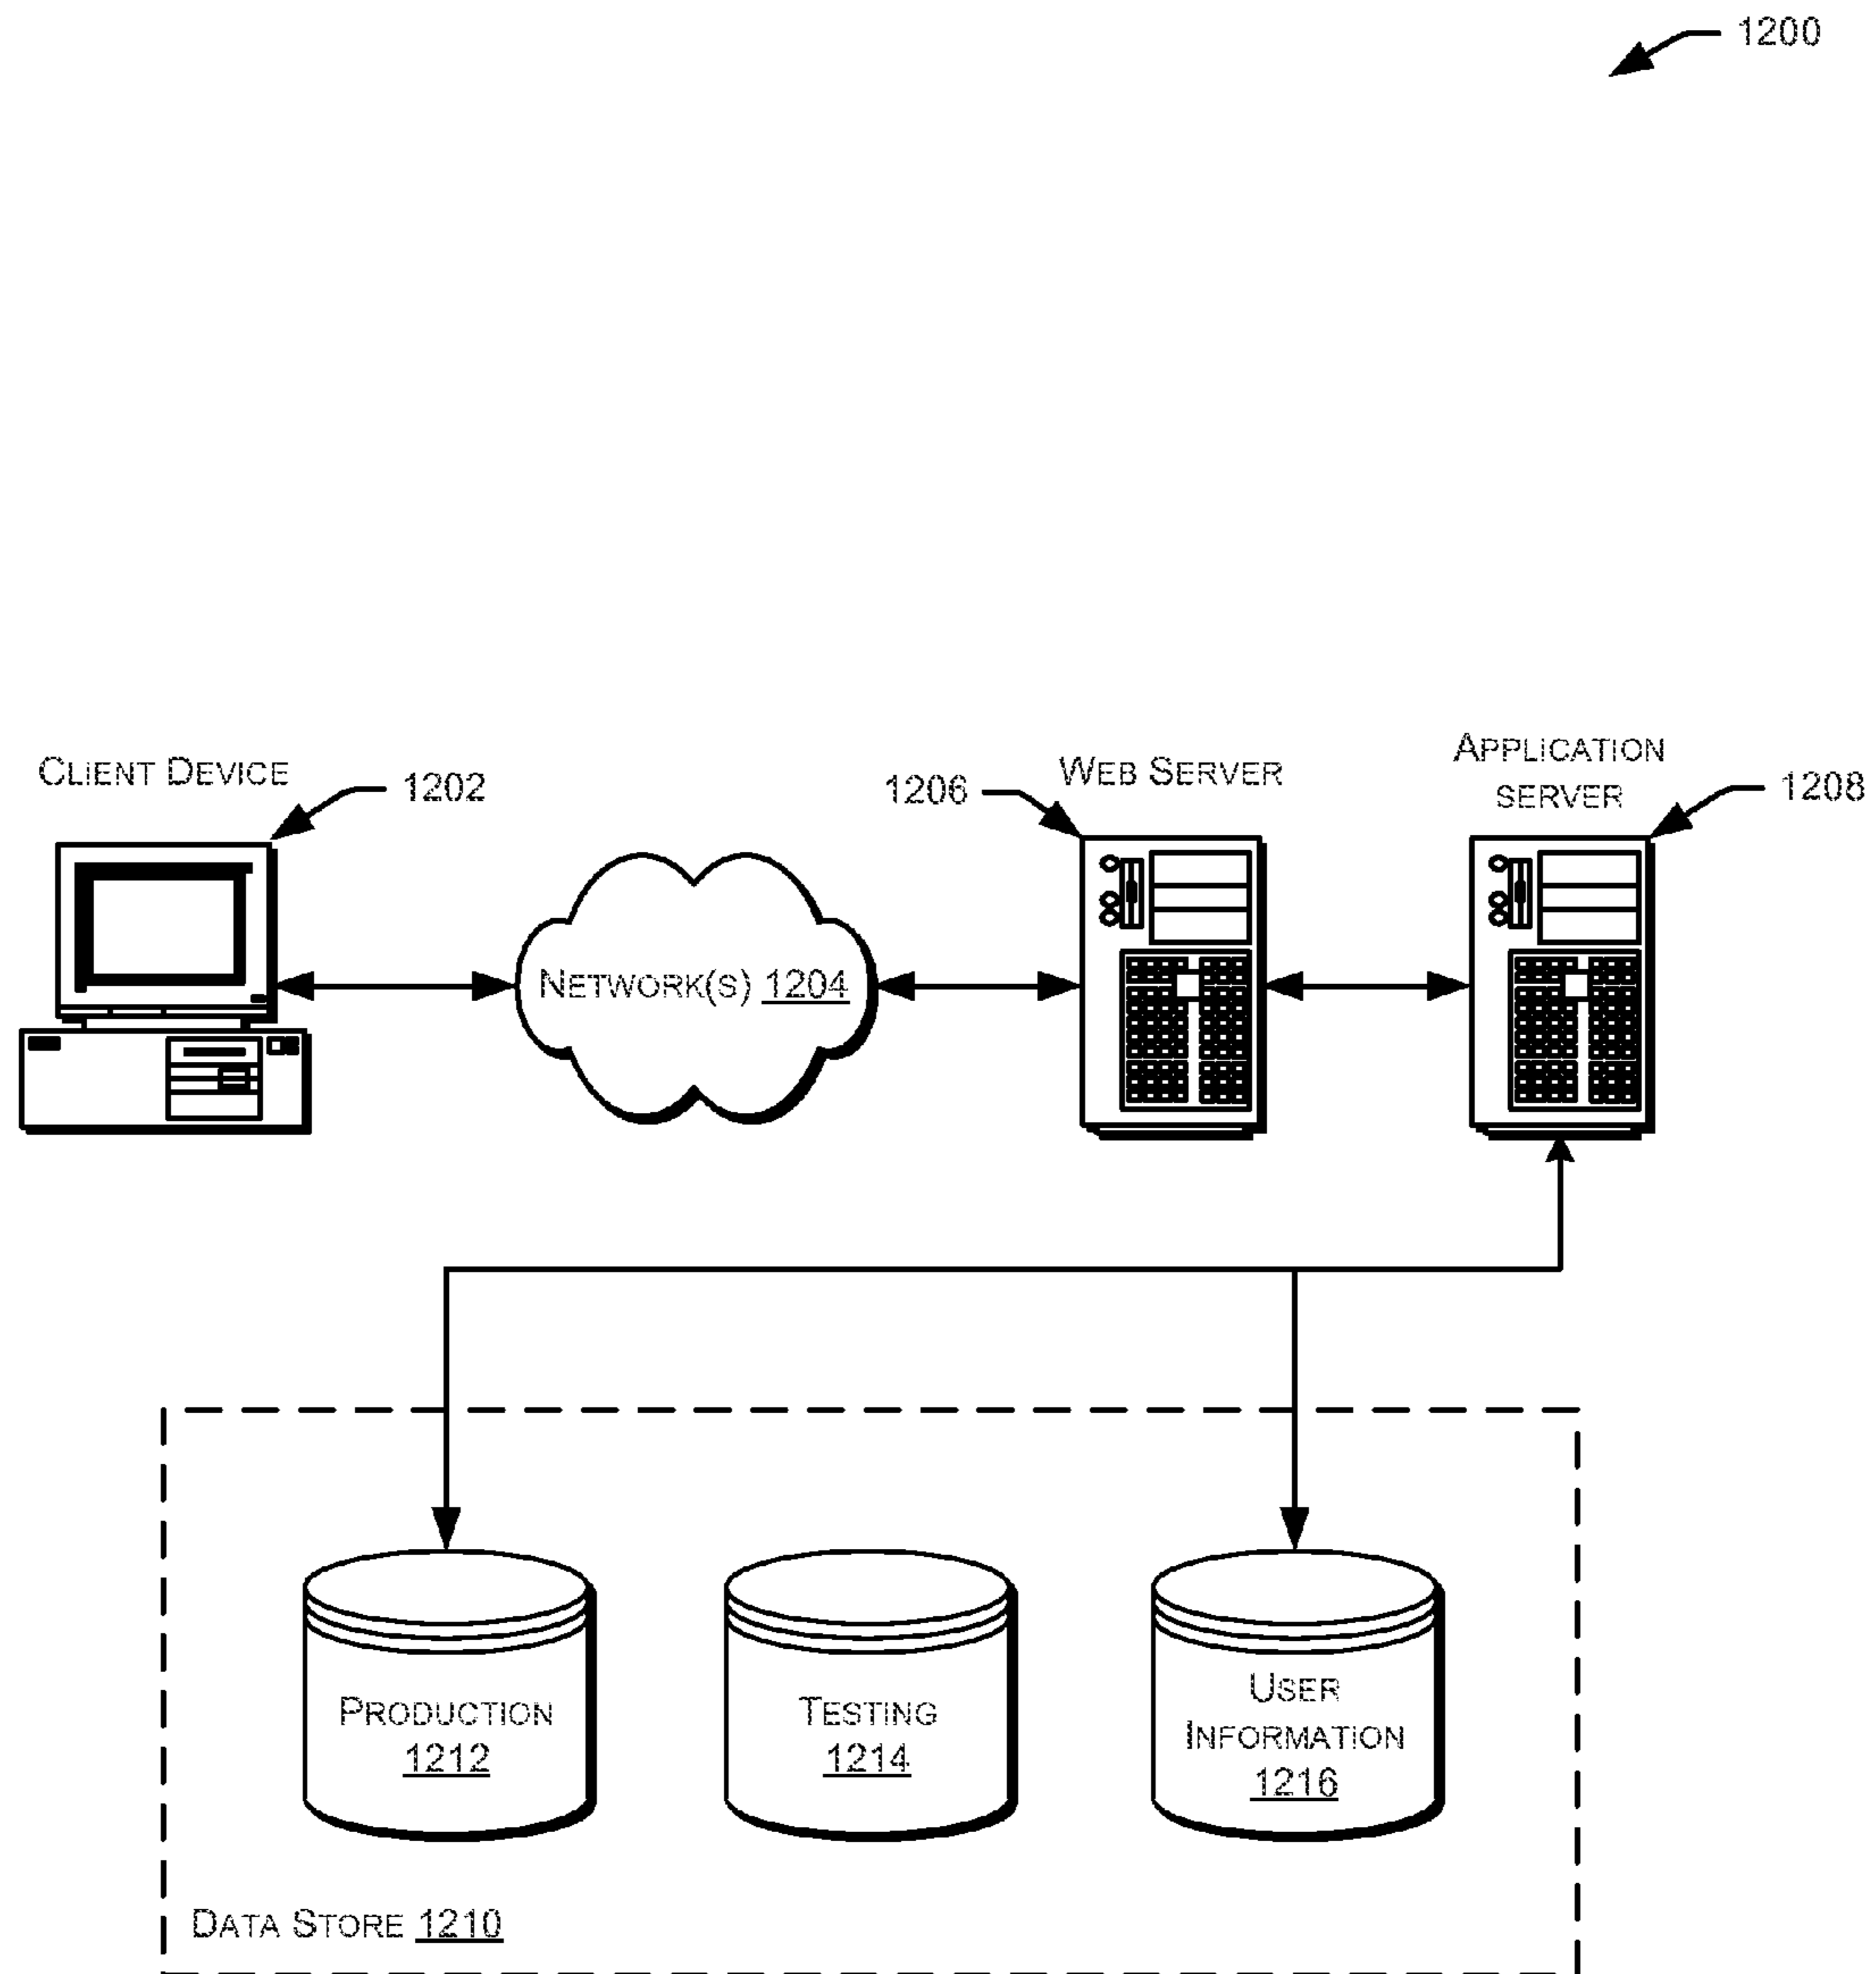 1200
CLIENT DEVICE
1202
1206
WEB SERVER
APPLICATION
SERVER
1208
NETWORK(S) 1204
PRODUCTION
1212
TESTING
1214
USER
INFORMATION
1216
DATA STORE 1210